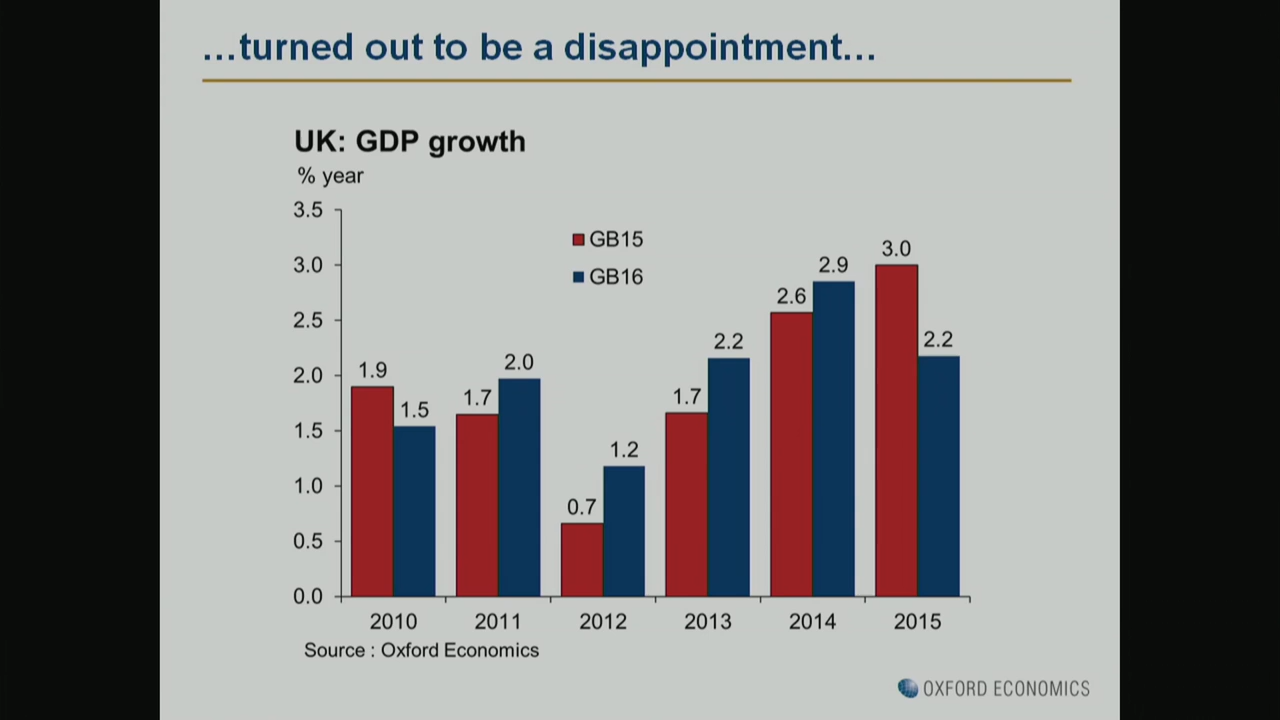 ...turned out to be a disappointment...
UK: GDP growth
% year
3.5
3.0
2.5
2.0
1.5
1.0
0.5
0.0
GB15
GB16
1.9
1.5
1.7
2.0
0.7
1.2
1.7
2.2
2.6
2.9
3.0
2.2
2010 2011 2012 2013 2014 2015
Source : Oxford Economics
OXFORD ECONOMICS